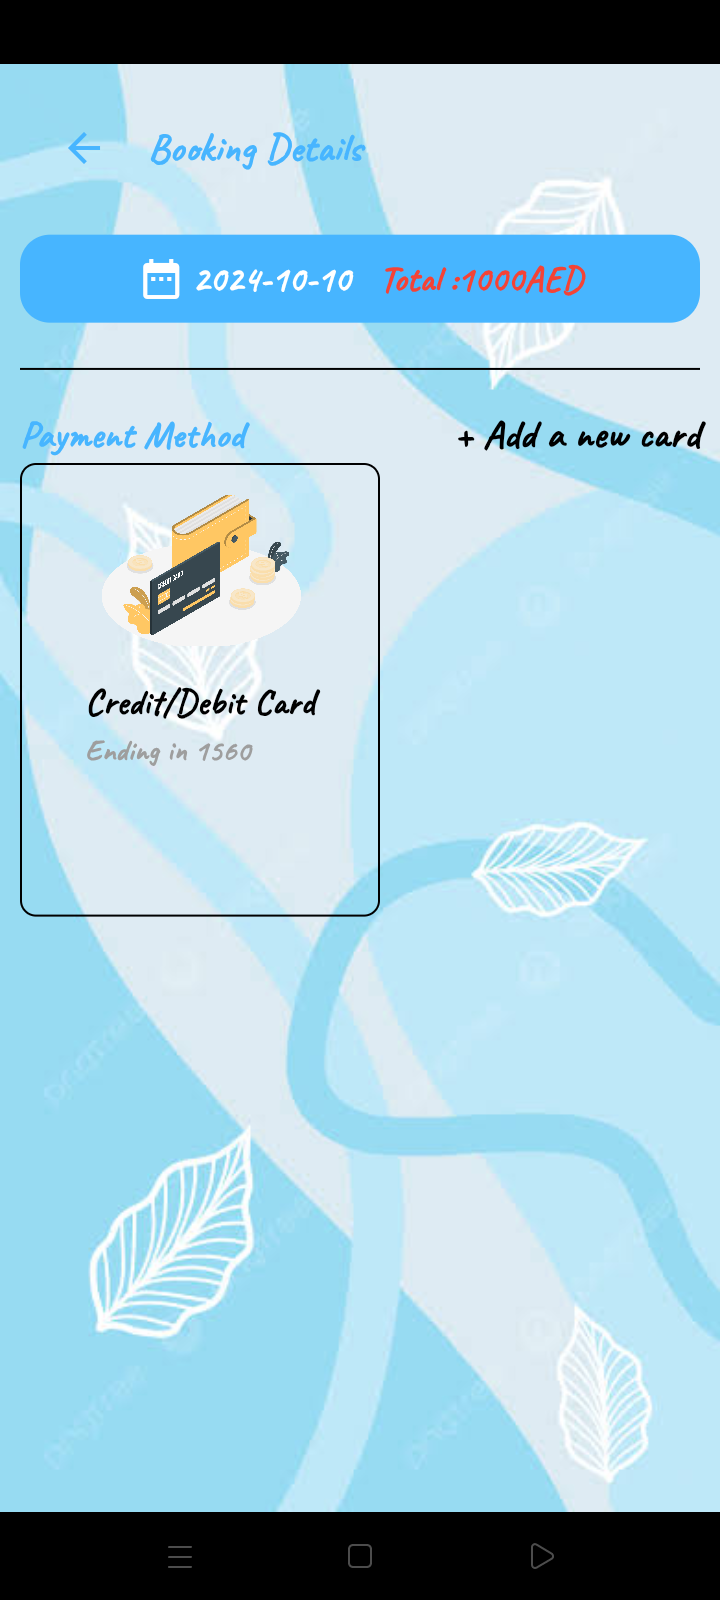 Booking Details
2024-10-10 Total :1000AED
Payment Method + Add a new card
Credit/Debit Card
Ending in 1560